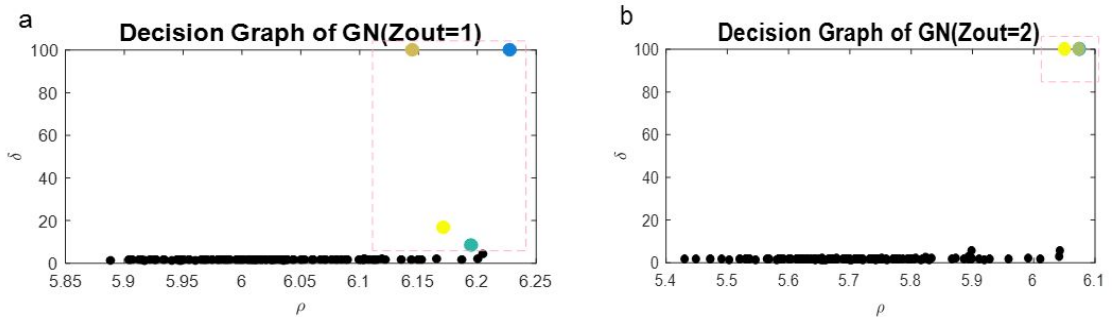 a
Decision Graph of GN(Zout=1)
100
80
60
40
20
0
δ
5.85 5.9 5.95 6 6.05 6.1 6.15 6.2 6.25
ρ
b
Decision Graph of GN(Zout=2)
100
80
60
40
20
0
δ
5.4 5.5 5.6 5.7 5.8 5.9 6 6.1
ρ